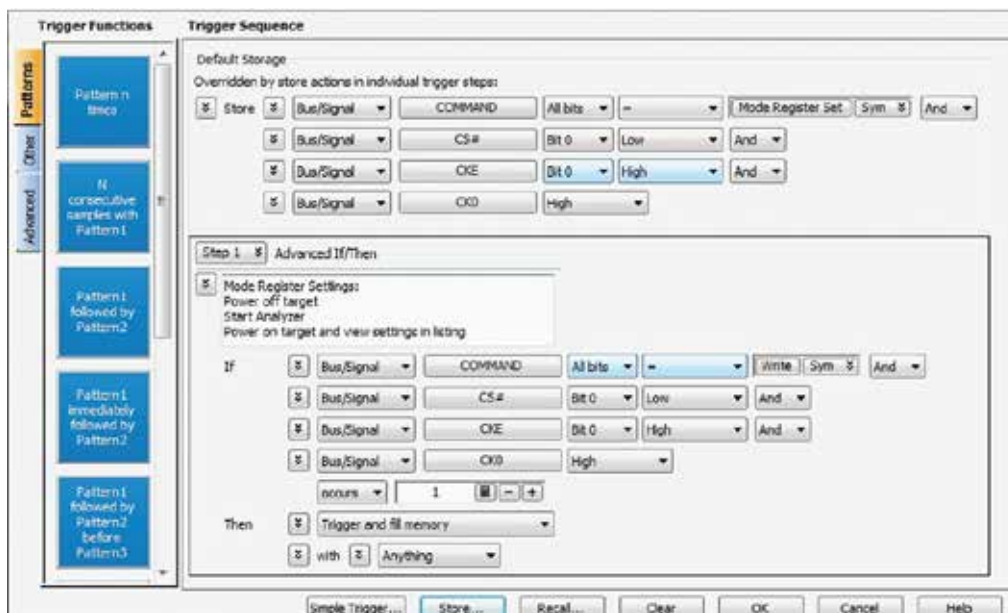 Trigger Functions
Trigger Sequence
Patterns
Other
Advanced
Pattern n
times
N
consecutive
samples with
Pattern1
Pattern1
followed by
Pattern2
Pattern1
immediately
followed by
Pattern2
Pattern1
followed by
Pattern2
before
Pattern3
Default Storage
Overridden by store actions in individual trigger steps:
Store Bus/Signal COMMAND All bits = Mode Register Set Sym And
Bus/Signal CS# Bit 0 Low And
Bus/Signal CKE Bit 0 High And
Bus/Signal CK0 High
Step 1 Advanced If/Then
Mode Register Settings:
Power off target
Start Analyzer
Power on target and view settings in listing
If Bus/Signal COMMAND All bits = Write Sym And
Bus/Signal CS# Bit 0 Low And
Bus/Signal CKE Bit 0 High And
Bus/Signal CK0 High
occurs 1 - +
Then Trigger and fill memory
with Anything
Simple Trigger... Store... Recall... Clear OK Cancel Help